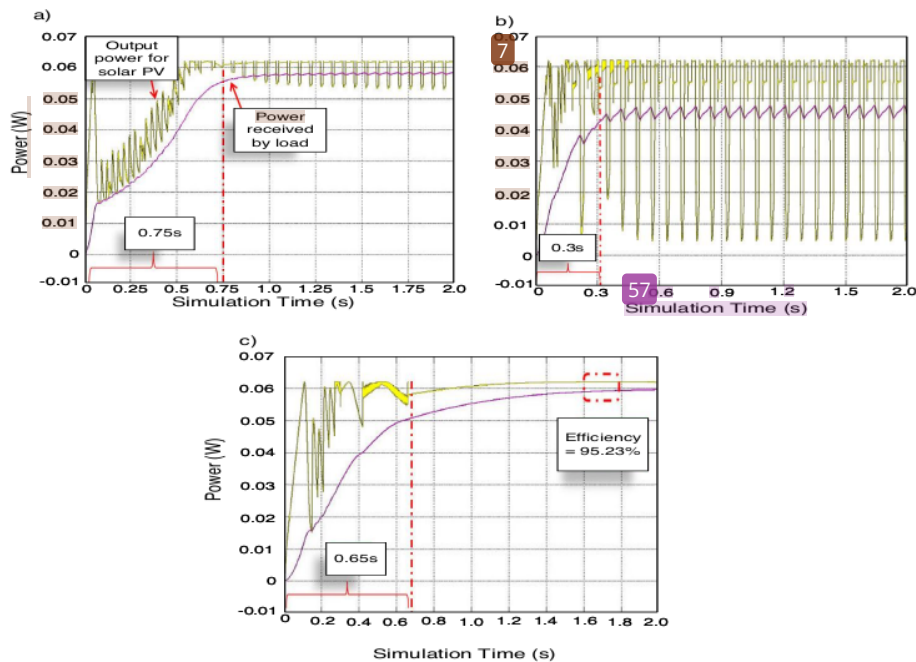 a)
0.07
0.06
0.05
0.04
0.03
0.02
0.01
0
-0.01
Power (W)
Output
power for
solar PV
Power
received
by load
0.75s
0 0.25 0.5 0.75 1.0 1.25 1.5 1.75 2.0
Simulation Time (s)
b)
7
0.07
0.06
0.05
0.04
0.03
0.02
0.01
0
-0.01
0.3s
57
0 0.3 0.6 0.9 1.2 1.5 2.0
Simulation Time (s)
c)
0.07
0.06
0.05
0.04
0.03
0.02
0.01
0
-0.01
Power (W)
Efficiency
= 95.23%
0.65s
0 0.2 0.4 0.6 0.8 1.0 1.2 1.4 1.6 1.8 2.0
Simulation Time (s)